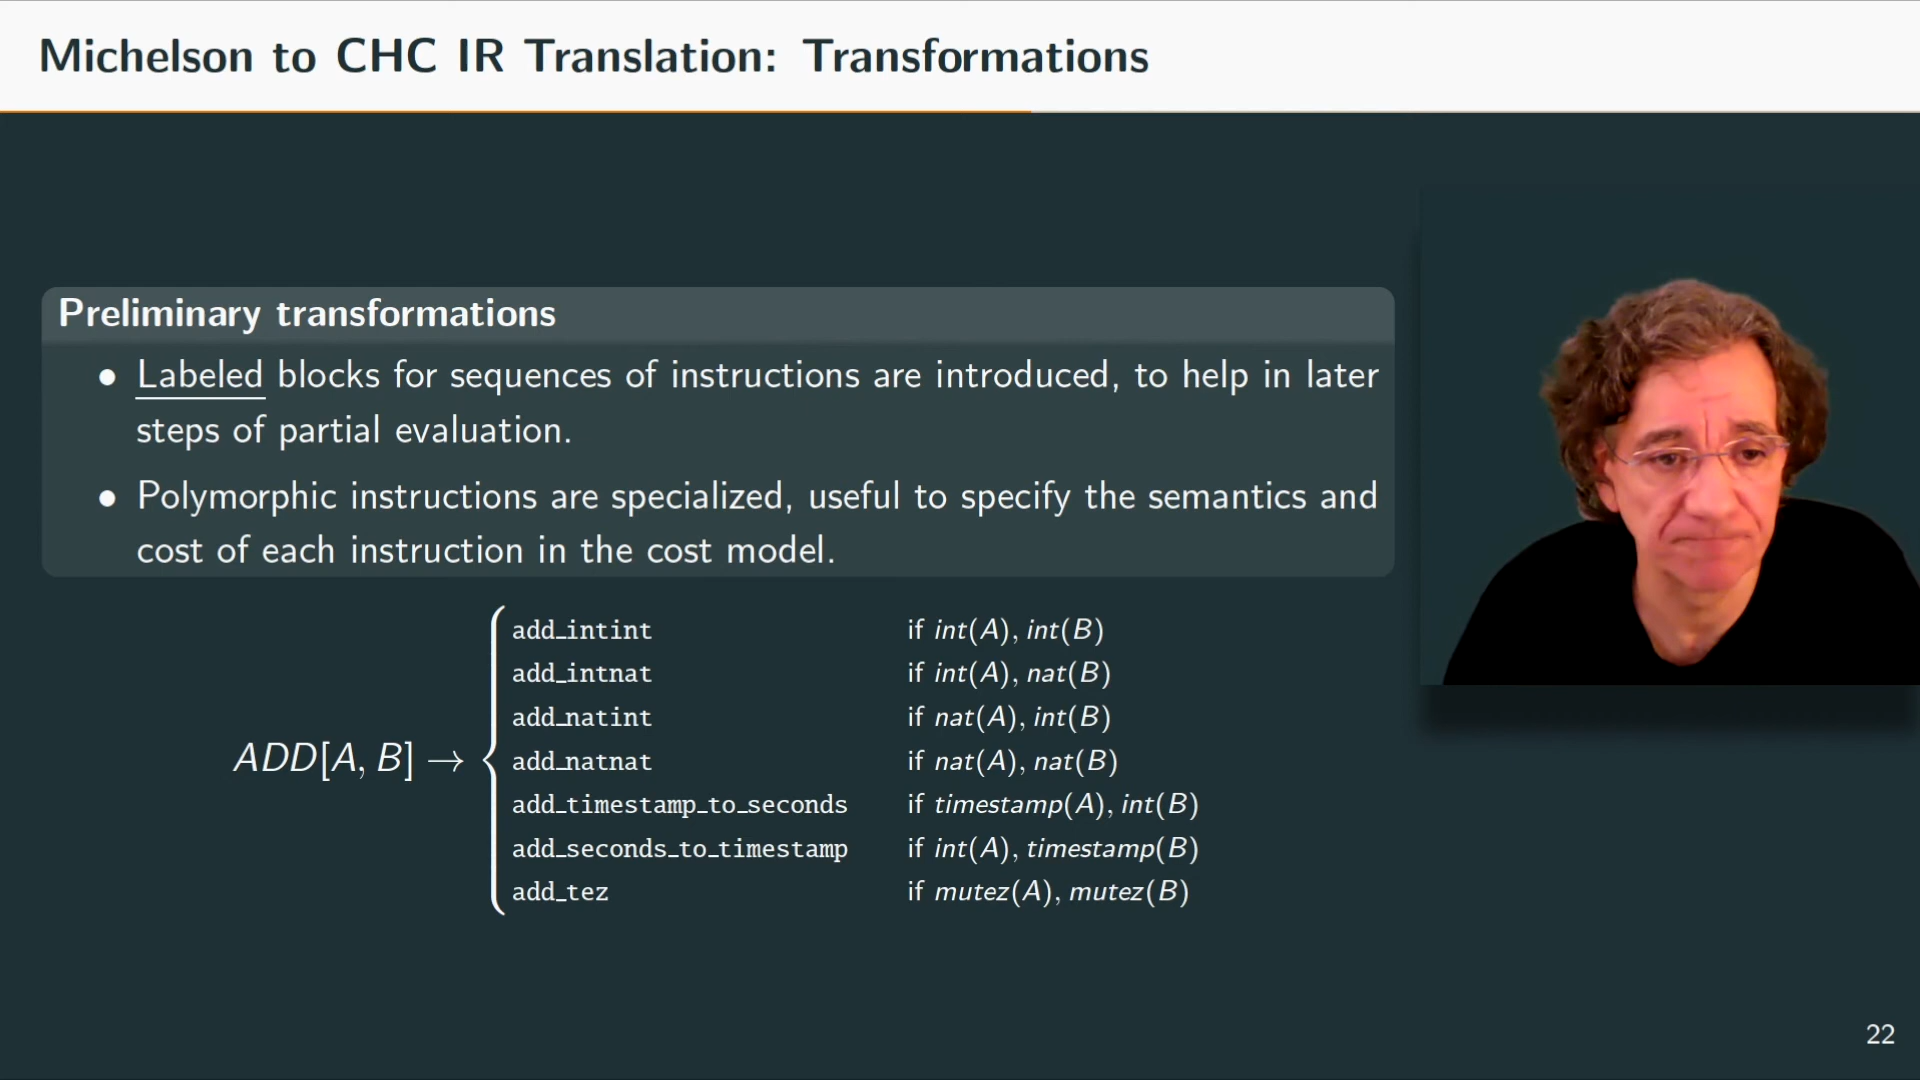 Michelson to CHC IR Translation: Transformations
Preliminary transformations
• Labeled blocks for sequences of instructions are introduced, to help in later
steps of partial evaluation.
• Polymorphic instructions are specialized, useful to specify the semantics and
cost of each instruction in the cost model.
ADD[A, B] → {
add_intint if int(A), int(B)
add_intnat if int(A), nat(B)
add_natint if nat(A), int(B)
add_natnat if nat(A), nat(B)
add_timestamp_to_seconds if timestamp(A), int(B)
add_seconds_to_timestamp if int(A), timestamp(B)
add_tez if mutez(A), mutez(B)
22